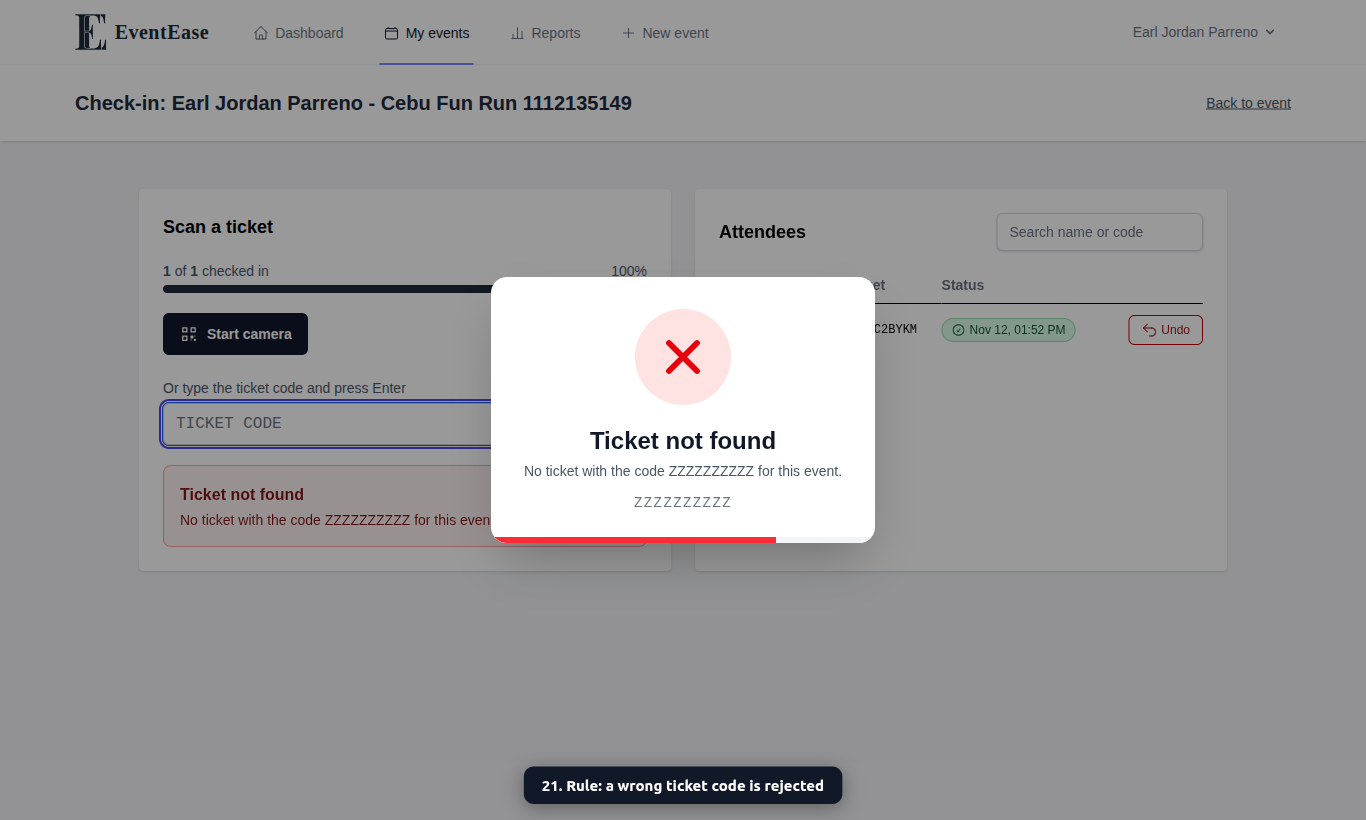 EventEase
Dashboard
My events
Reports
New event
Earl Jordan Parreno
Check-in: Earl Jordan Parreno - Cebu Fun Run 1112135149
Back to event
Scan a ticket
1 of 1 checked in
100%
Start camera
Or type the ticket code and press Enter
TICKET CODE
Ticket not found
No ticket with the code ZZZZZZZZZZ for this even
Attendees
Search name or code
Status
C2BYKM
Nov 12, 01:52 PM
Undo
Ticket not found
No ticket with the code ZZZZZZZZZZ for this event.
ZZZZZZZZZZ
21. Rule: a wrong ticket code is rejected